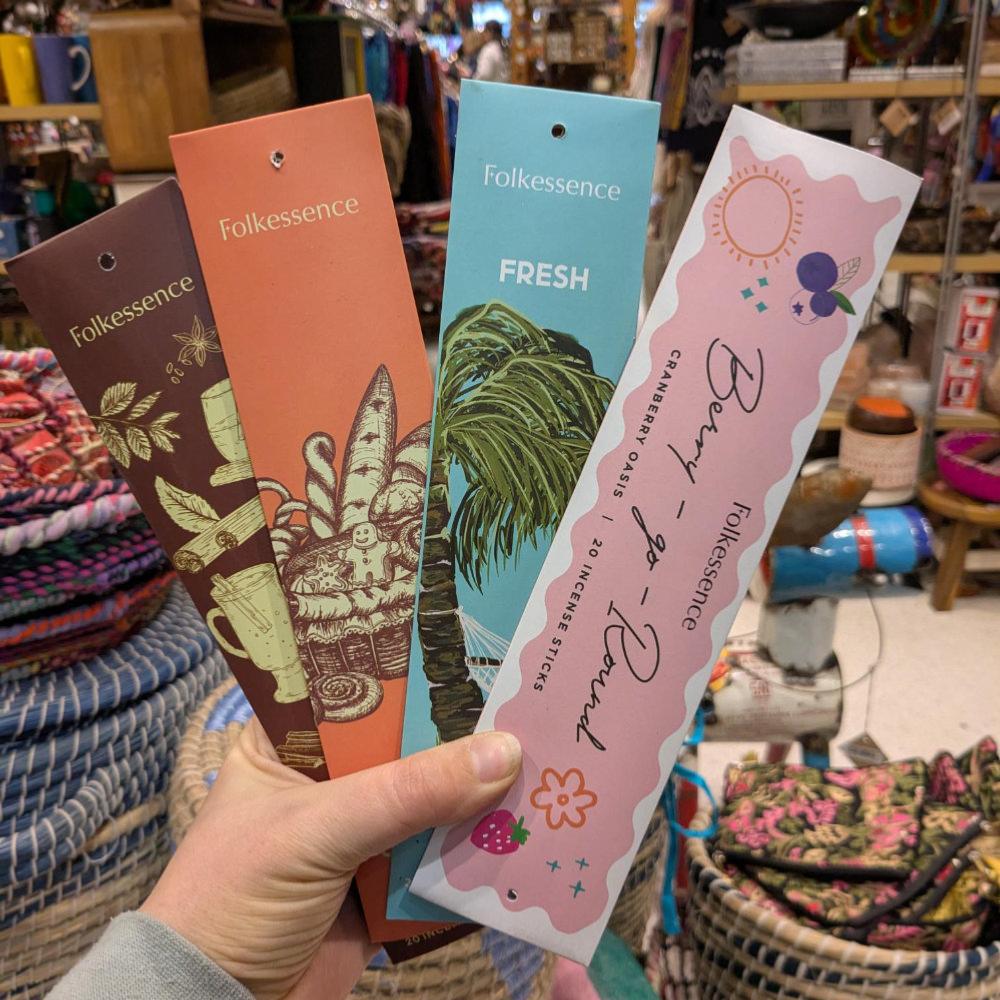 Folkessence
Folkessence
Folkessence
FRESH
Berry-go-Round
CRANBERRY OASIS | 20 INCENSE STICKS
Folkessence